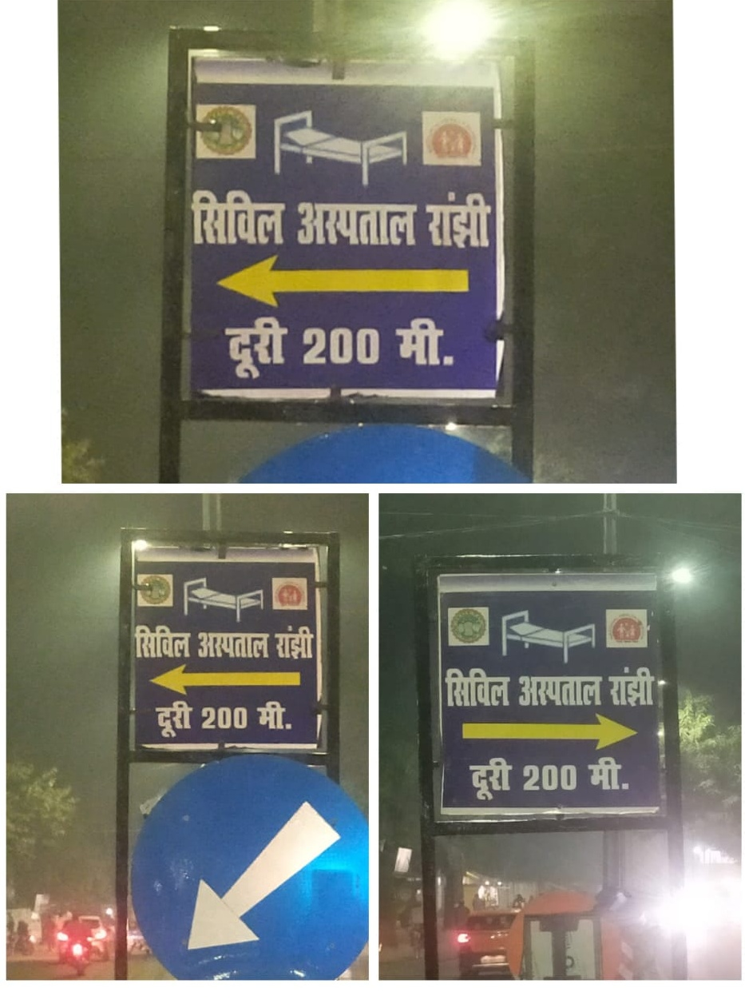 सिविल अस्पताल रांझी
दूरी 200 मी.
सिविल अस्पताल रांझी
दूरी 200 मी.
सिविल अस्पताल रांझी
दूरी 200 मी.